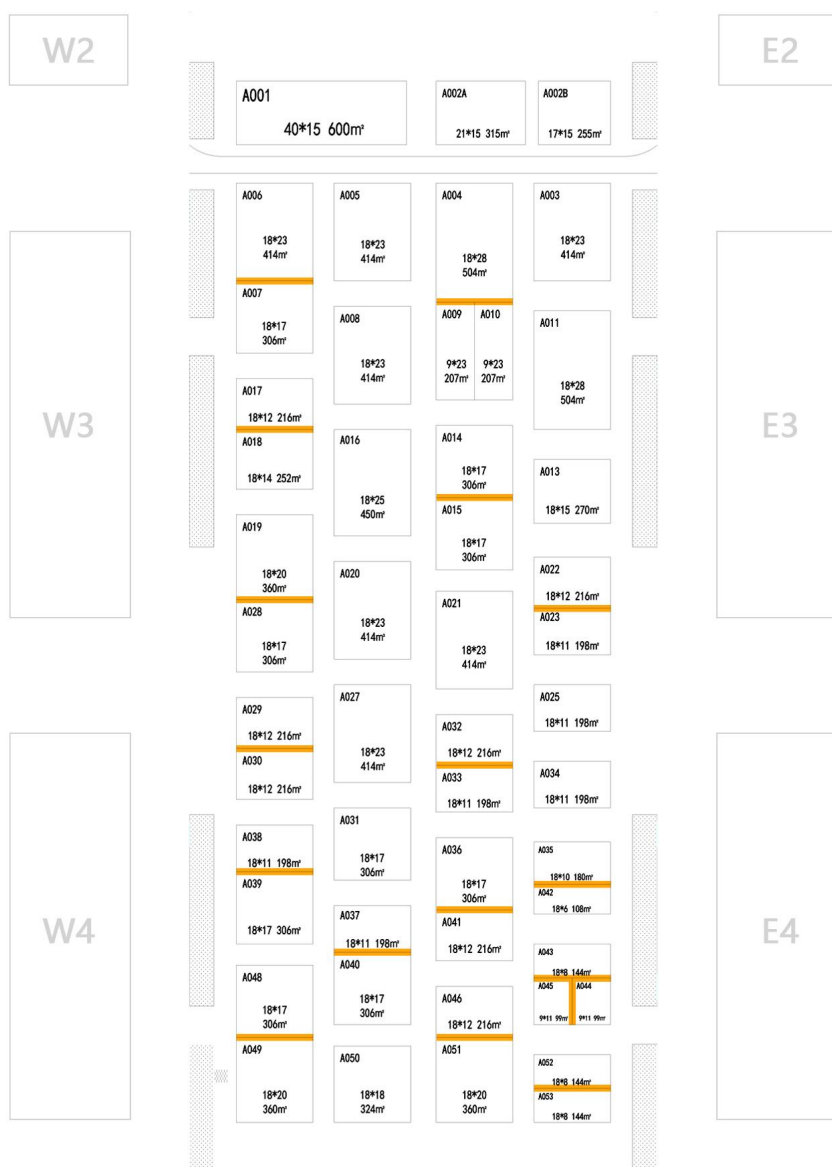 W2
E2
A001
40*15 600㎡
A002A
21*15 315㎡
A002B
17*15 255㎡
A006
18*23
414㎡
A005
18*23
414㎡
A004
18*28
504㎡
A003
18*23
414㎡
A007
18*17
306㎡
A008
18*23
414㎡
A009
9*23
207㎡
A010
9*23
207㎡
A011
18*28
504㎡
W3
E3
A017
18*12 216㎡
A018
18*14 252㎡
A016
18*25
450㎡
A014
18*17
306㎡
A015
18*17
306㎡
A013
18*15 270㎡
A019
18*20
360㎡
A028
18*17
306㎡
A020
18*23
414㎡
A021
18*23
414㎡
A022
18*12 216㎡
A023
18*11 198㎡
A029
18*12 216㎡
A030
18*12 216㎡
A027
18*23
414㎡
A032
18*12 216㎡
A033
18*11 198㎡
A025
18*11 198㎡
A034
18*11 198㎡
A038
18*11 198㎡
A039
18*17 306㎡
A031
18*17
306㎡
A036
18*17
306㎡
A041
18*12 216㎡
A035
18*10 180㎡
A042
18*6 108㎡
W4
E4
A037
18*11 198㎡
A040
18*17
306㎡
A043
18*8 144㎡
A045
9*11 99㎡
A044
9*11 99㎡
A048
18*17
306㎡
A049
18*20
360㎡
A050
18*18
324㎡
A046
18*12 216㎡
A051
18*20
360㎡
A052
18*8 144㎡
A053
18*8 144㎡